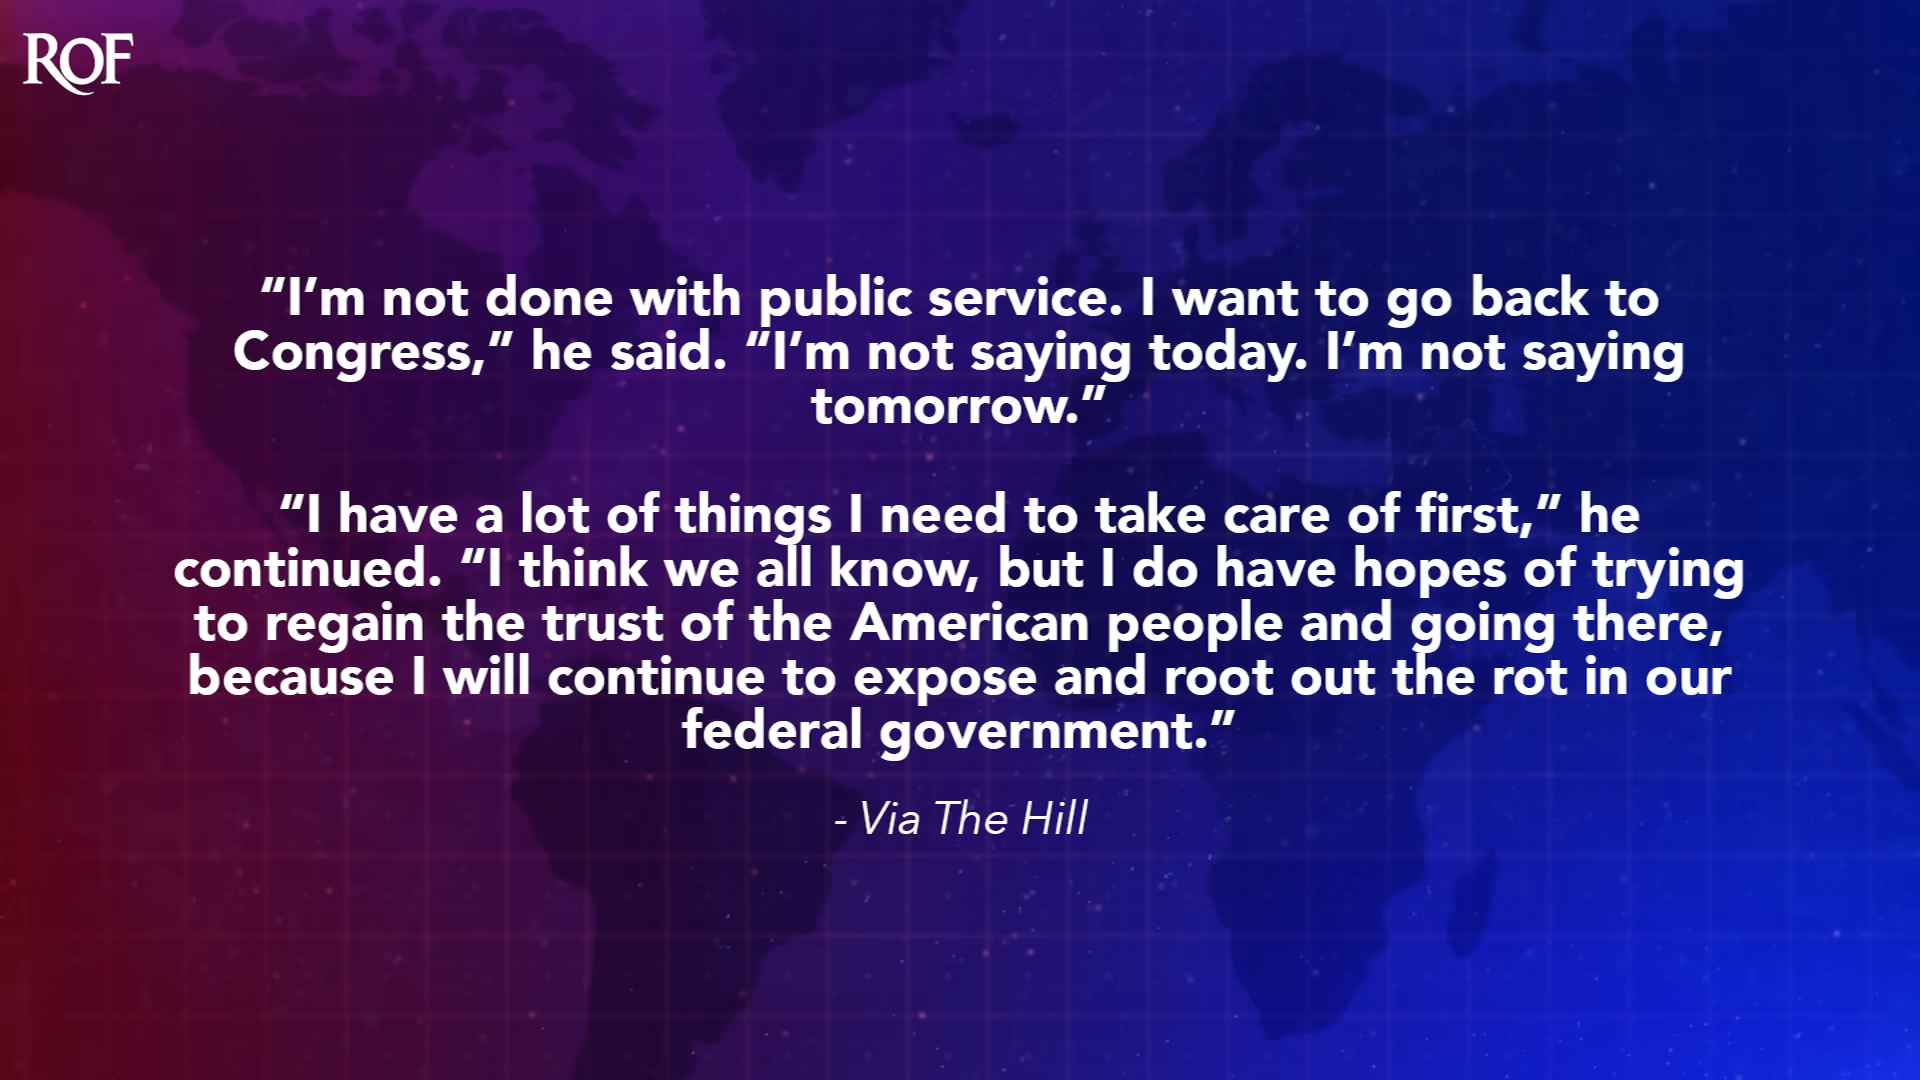 ROF
“I’m not done with public service. I want to go back to
Congress,” he said. “I’m not saying today. I’m not saying
tomorrow.”
“I have a lot of things I need to take care of first,” he
continued. “I think we all know, but I do have hopes of trying
to regain the trust of the American people and going there,
because I will continue to expose and root out the rot in our
federal government.”
- Via The Hill